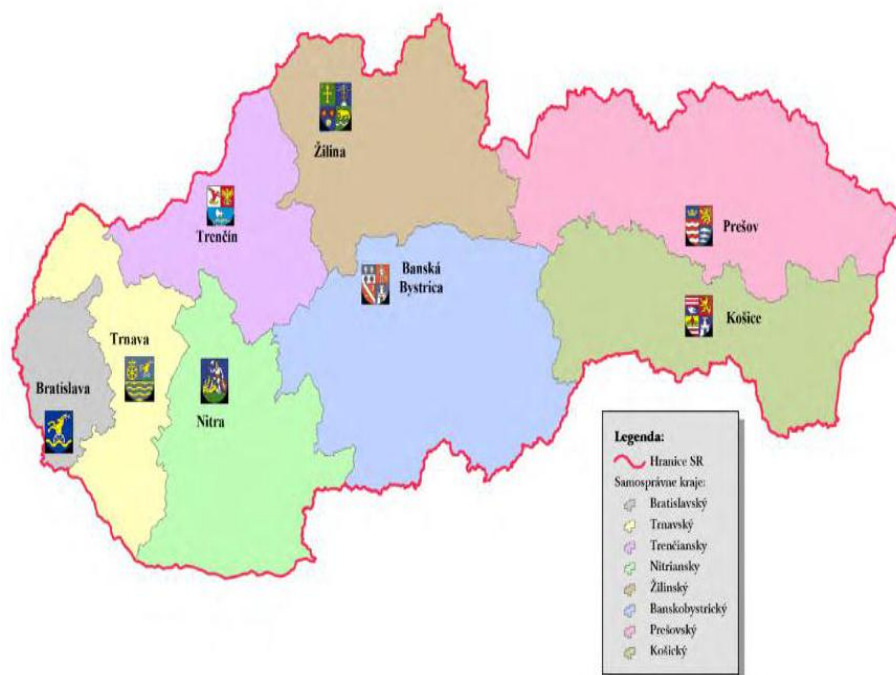 Žilina
Trenčín
Prešov
Banská
Bystrica
Košice
Trnava
Bratislava
Nitra
Legenda:
Hranice SR
Samosprávne kraje:
Bratislavský
Trnavský
Trenčiansky
Nitriansky
Žilinský
Banskobystrický
Prešovský
Košický